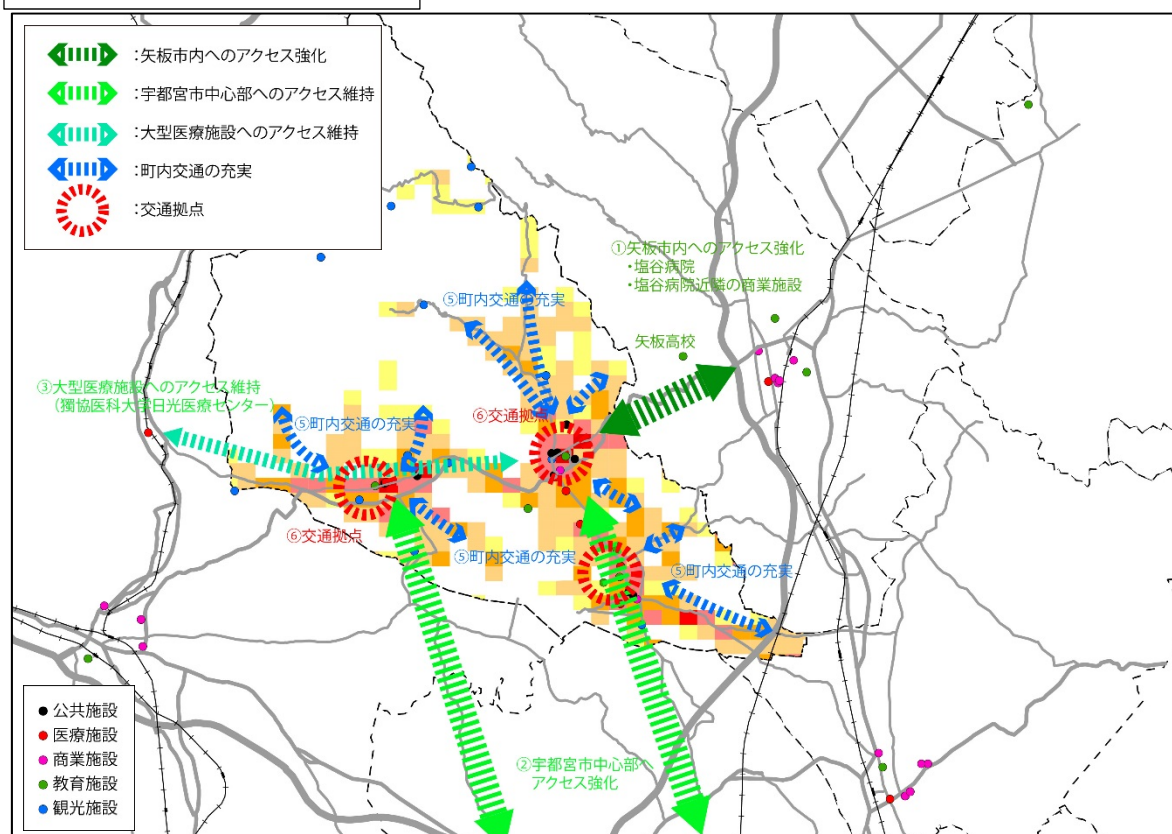 :矢板市内へのアクセス強化
:宇都宮市中心部へのアクセス維持
:大型医療施設へのアクセス維持
:町内交通の充実
:交通拠点
①矢板市内へのアクセス強化
・塩谷病院
・塩谷病院近隣の商業施設
⑤町内交通の充実
矢板高校
③大型医療施設へのアクセス維持
（獨協医科大学日光医療センター）
⑤町内交通の充実
⑥交通拠点
⑥交通拠点
⑤町内交通の充実
⑤町内交通の充実
②宇都宮市中心部へ
アクセス強化
公共施設
医療施設
商業施設
教育施設
観光施設